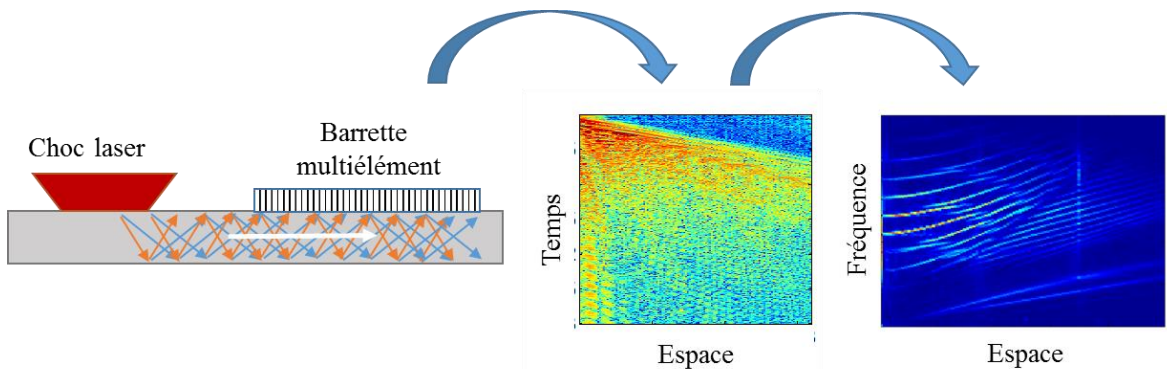 Choc laser
Barrette
multiélément
Temps
Espace
Fréquence
Espace